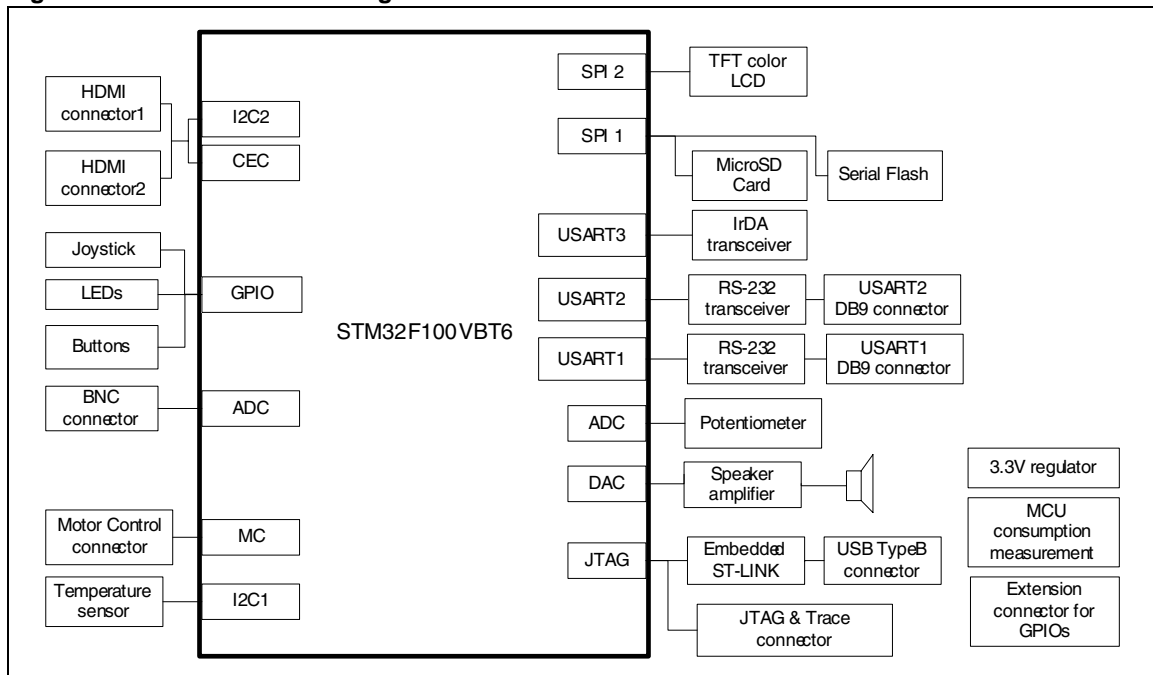 HDMI
connector1
HDMI
connector2
Joystick
LEDs
Buttons
BNC
connector
Motor Control
connector
Temperature
sensor
I2C2
CEC
GPIO
ADC
MC
I2C1
STM32F100VBT6
SPI 2
SPI 1
USART3
USART2
USART1
ADC
DAC
JTAG
TFT color
LCD
MicroSD
Card
Serial Flash
IrDA
transceiver
RS-232
transceiver
USART2
DB9 connector
RS-232
transceiver
USART1
DB9 connector
Potentiometer
Speaker
amplifier
Embedded
ST-LINK
USB TypeB
connector
JTAG & Trace
connector
3.3V regulator
MCU
consumption
measurement
Extension
connector for
GPIOs